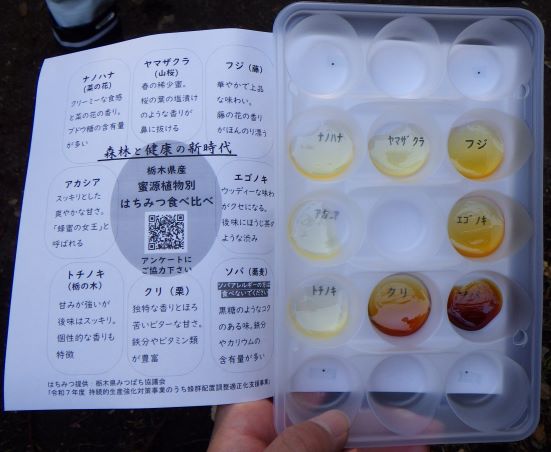 ナノハナ
(菜の花)
クリーミーな食感
と菜の花の香り。
ブドウ糖の含有量
が多い
ヤマザクラ
(山桜)
春の稀少蜜。
桜の葉の塩漬け
のような香りが
鼻に抜ける
フジ(藤)
華やかで上品
な味わい。
藤の花の香り
がほんのり漂う
森林と健康の新時代
アカシア
スッキリとした
爽やかな甘さ。
「蜂蜜の女王」と
呼ばれる
栃木県産
蜜源植物別
はちみつ食べ比べ
アンケートに
ご協力下さい
エゴノキ
ウッディーな味わ
がクセになる。
後味にほうじ茶の
ような渋み
トチノキ
(栃の木)
甘みが強いが
後味はスッキリ。
個性的な香りも
特徴
クリ(栗)
独特な香りとほろ
苦いビターな甘さ。
鉄分やビタミン類
が豊富
ソバ(蕎麦)
ソバアレルギーの方は
食べないでください
黒糖のようなコク
のある味。鉄分
やカリウムの
含有量が多い
はちみつ提供:栃木県みつばち協議会
「令和7年度 持続的生産強化対策事業のうち蜂群配置調整適正化支援事業」
ナノハナ
ヤマザクラ
フジ
アカシア
エゴノキ
トチノキ
クリ